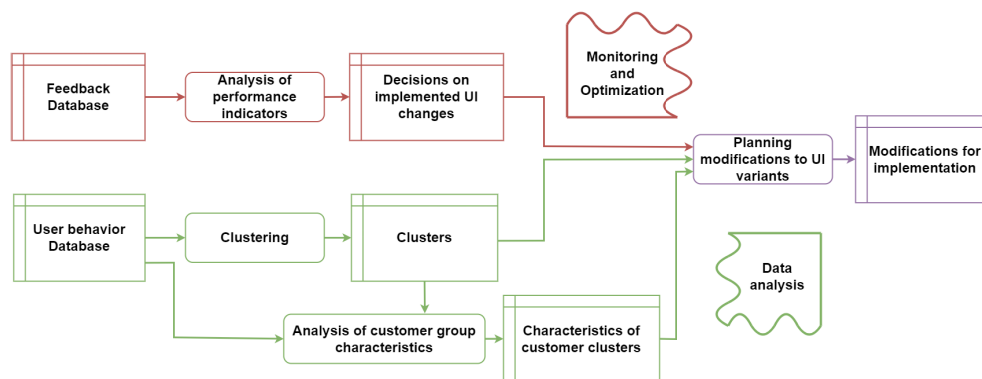 Feedback
Database
Analysis of
performance
indicators
Decisions on
implemented UI
changes
Monitoring
and
Optimization
Planning
modifications to UI
variants
Modifications for
implementation
User behavior
Database
Clustering
Clusters
Data
analysis
Analysis of customer group
characteristics
Characteristics of
customer clusters